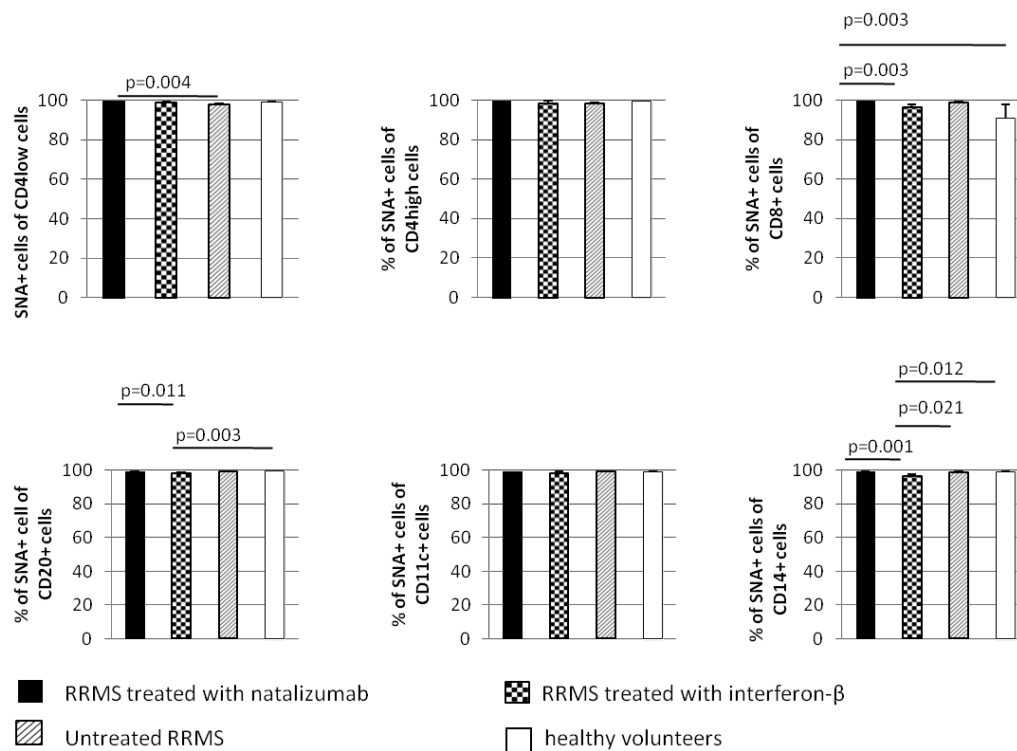 p=0.004
100
80
60
40
20
0
SNA+ cells of CD4low cells
100
80
60
40
20
0
% of SNA+ cells of
CD4high cells
p=0.003
p=0.003
100
80
60
40
20
0
% of SNA+ cells of
CD8+ cells
p=0.011
p=0.003
100
80
60
40
20
0
% of SNA+ cell of
CD20+cells
100
80
60
40
20
0
% of SNA+ cells of
CD11c+cells
p=0.012
p=0.021
p=0.001
100
80
60
40
20
0
% of SNA+ cells of
CD14+cells
RRMS treated with natalizumab
RRMS treated with interferon-β
Untreated RRMS
healthy volunteers